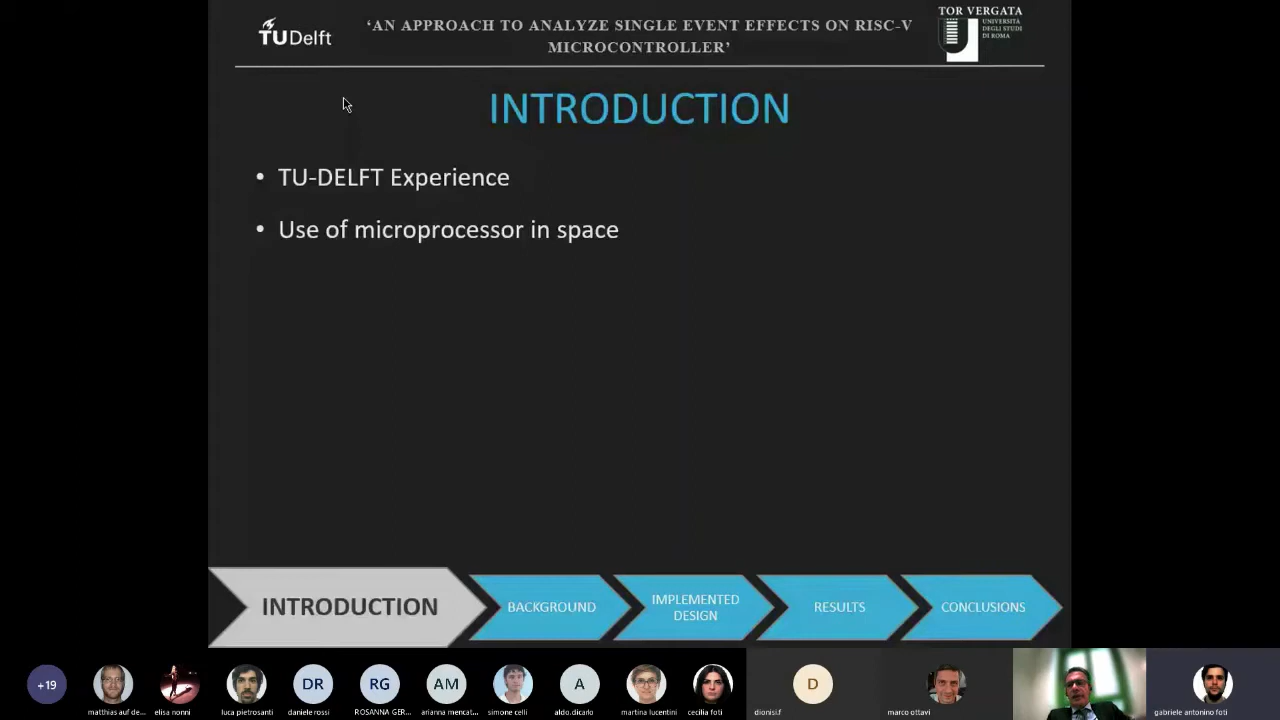 TUDelft
‘AN APPROACH TO ANALYZE SINGLE EVENT EFFECTS ON RISC-V
MICROCONTROLLER’
TOR VERGATA
UNIVERSITÀ
DEGLI STUDI
DI ROMA
INTRODUCTION
• TU-DELFT Experience
• Use of microprocessor in space
INTRODUCTION
BACKGROUND
IMPLEMENTED
DESIGN
RESULTS
CONCLUSIONS
+19
DR
RG
AM
A
D
matthias auf de...
elisa nonni
luca pietrosanti
daniele rossi
ROSANNA GER...
arianna mencat...
simone celli
aldo.dicarlo
martina lucentini
cecilia foti
dionisi.f
marco ottavi
gabriele antonino foti